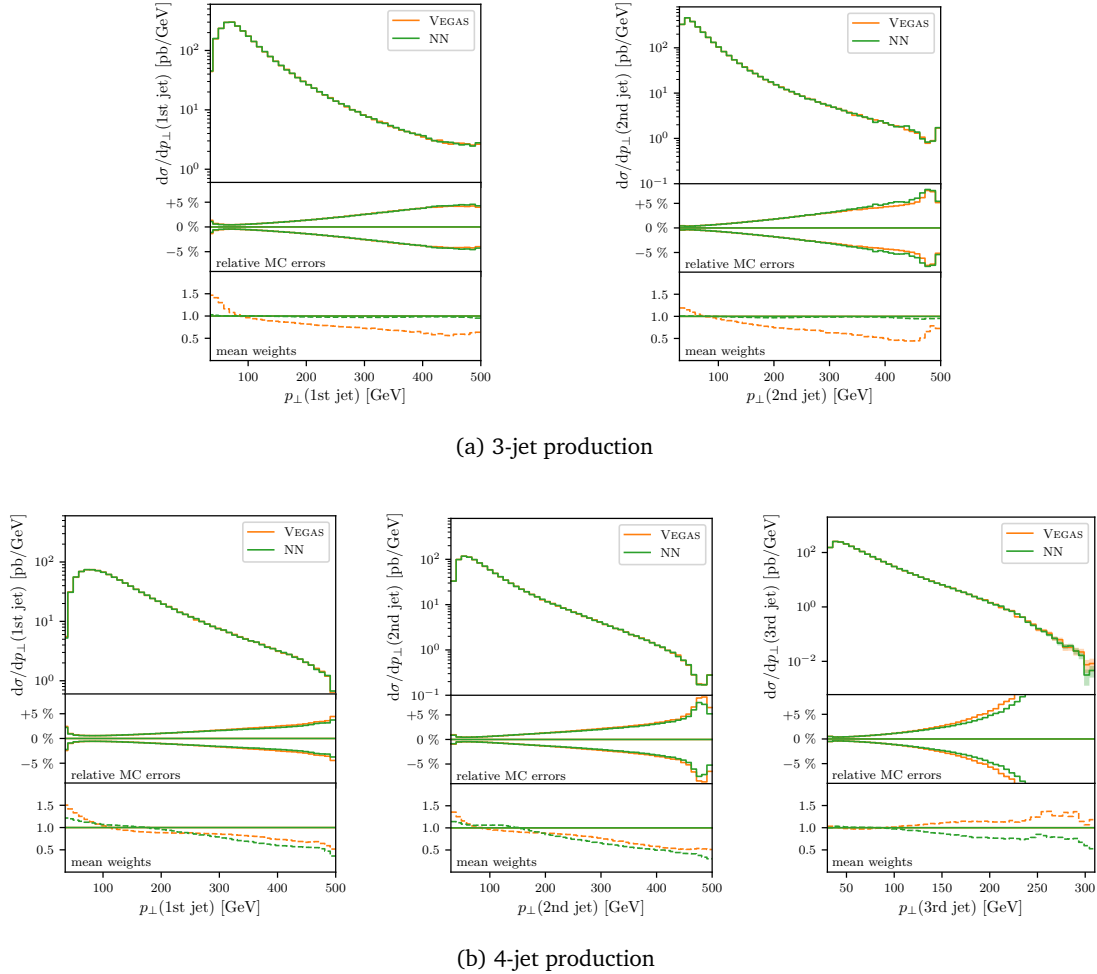 dσ/dp⊥(1st jet) [pb/GeV]
10²
10¹
10⁰
VEGAS
NN
+5 %
0 %
−5 %
relative MC errors
1.5
1.0
0.5
mean weights
100 200 300 400 500
p⊥(1st jet) [GeV]
dσ/dp⊥(2nd jet) [pb/GeV]
10²
10¹
10⁰
10⁻¹
VEGAS
NN
+5 %
0 %
−5 %
relative MC errors
1.5
1.0
0.5
mean weights
100 200 300 400 500
p⊥(2nd jet) [GeV]
(a) 3-jet production
dσ/dp⊥(1st jet) [pb/GeV]
10²
10¹
10⁰
VEGAS
NN
+5 %
0 %
−5 %
relative MC errors
1.5
1.0
0.5
mean weights
100 200 300 400 500
p⊥(1st jet) [GeV]
dσ/dp⊥(2nd jet) [pb/GeV]
10²
10¹
10⁰
10⁻¹
VEGAS
NN
+5 %
0 %
−5 %
relative MC errors
1.5
1.0
0.5
mean weights
100 200 300 400 500
p⊥(2nd jet) [GeV]
dσ/dp⊥(3rd jet) [pb/GeV]
10²
10⁰
10⁻²
VEGAS
NN
+5 %
0 %
−5 %
relative MC errors
1.5
1.0
0.5
mean weights
50 100 150 200 250 300
p⊥(3rd jet) [GeV]
(b) 4-jet production